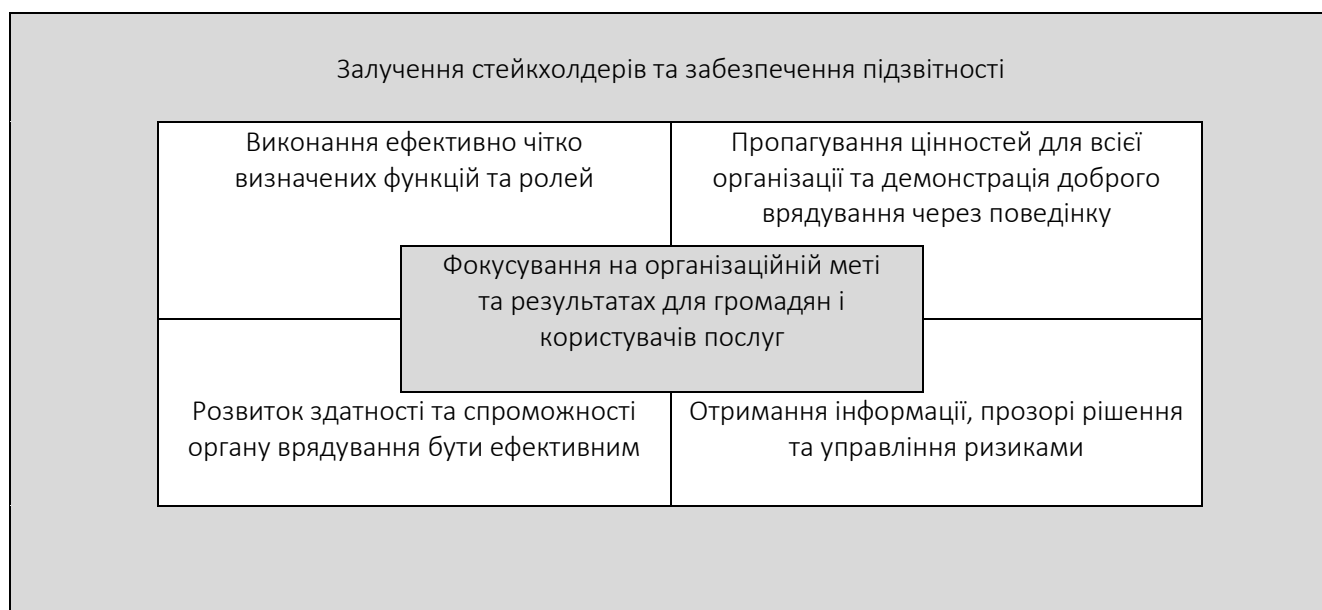 Залучення стейкхолдерів та забезпечення підзвітності
Виконання ефективно чітко
визначених функцій та ролей
Пропагування цінностей для всієї
організації та демонстрація доброго
врядування через поведінку
Фокусування на організаційній меті
та результатах для громадян і
користувачів послуг
Розвиток здатності та спроможності
органу врядування бути ефективним
Отримання інформації, прозорі рішення
та управління ризиками